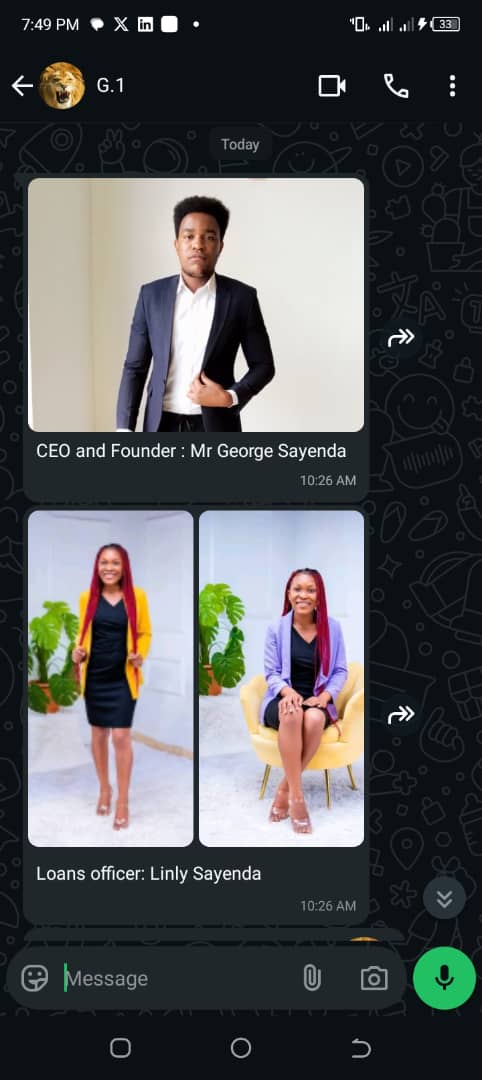 7:49 PM
33
G.1
Today
CEO and Founder : Mr George Sayenda
10:26 AM
Loans officer: Linly Sayenda
10:26 AM
Message